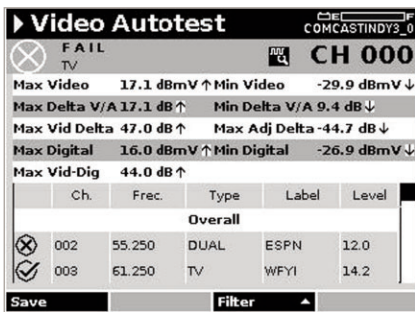 Video Autotest
COMCASTINDY3_0
FAIL
TV
CH 000
Max Video 17.1 dBmV ↑ Min Video -29.9 dBmV ↓
Max Delta V/A 17.1 dB ↑ Min Delta V/A 9.4 dB ↓
Max Vid Delta 47.0 dB ↑ Max Adj Delta -44.7 dB ↓
Max Digital 16.0 dBmV ↑ Min Digital -26.9 dBmV ↓
Max Vid-Dig 44.0 dB ↑
Ch. Frec. Type Label Level
Overall
002 55.250 DUAL ESPN 12.0
003 61.250 TV WFYI 14.2
Save Filter